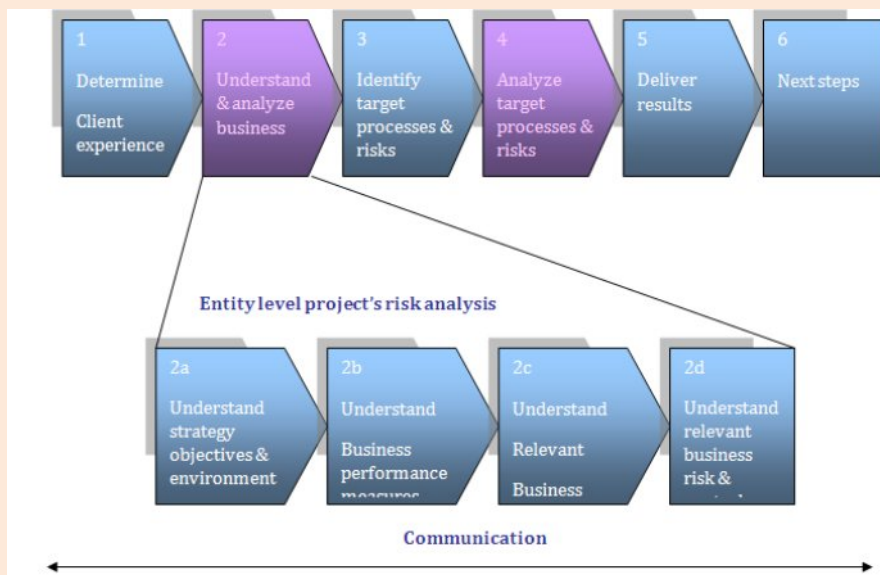 1
Determine
Client
experience
2
Understand
& analyze
business
3
Identify
target
processes &
risks
4
Analyze
target
processes &
risks
5
Deliver
results
6
Next steps
Entity level project's risk analysis
2a
Understand
strategy
objectives &
environment
2b
Understand
Business
performance
measures
2c
Understand
Relevant
Business
2d
Understand
relevant
business
risk &
Communication